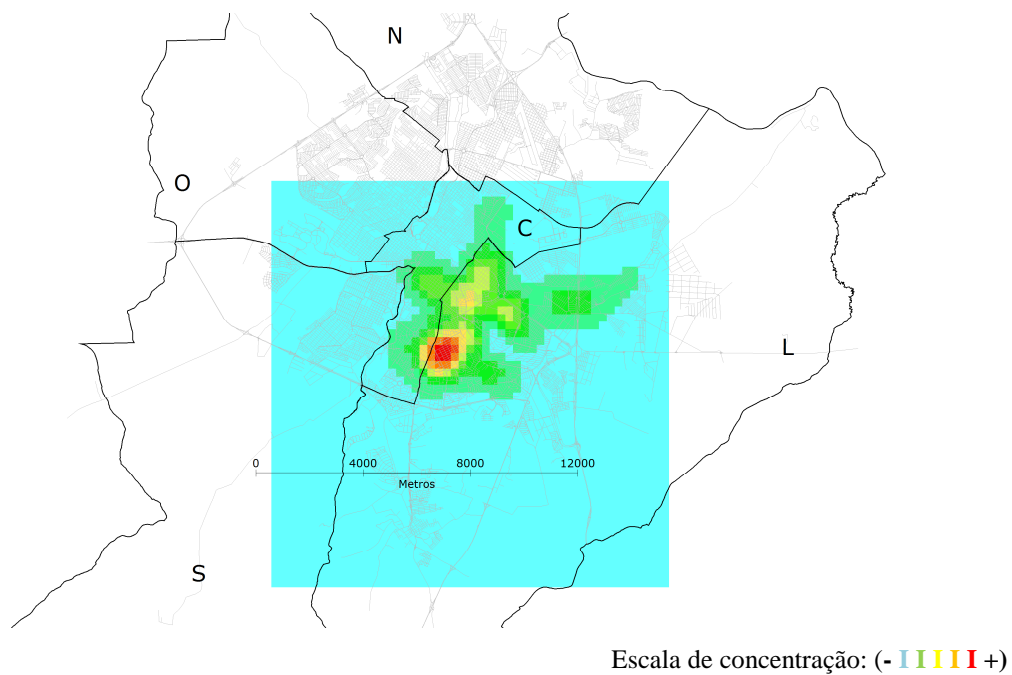 N
O
C
L
0 4000 8000 12000
Metros
S
Escala de concentração: (- I I I I I +)